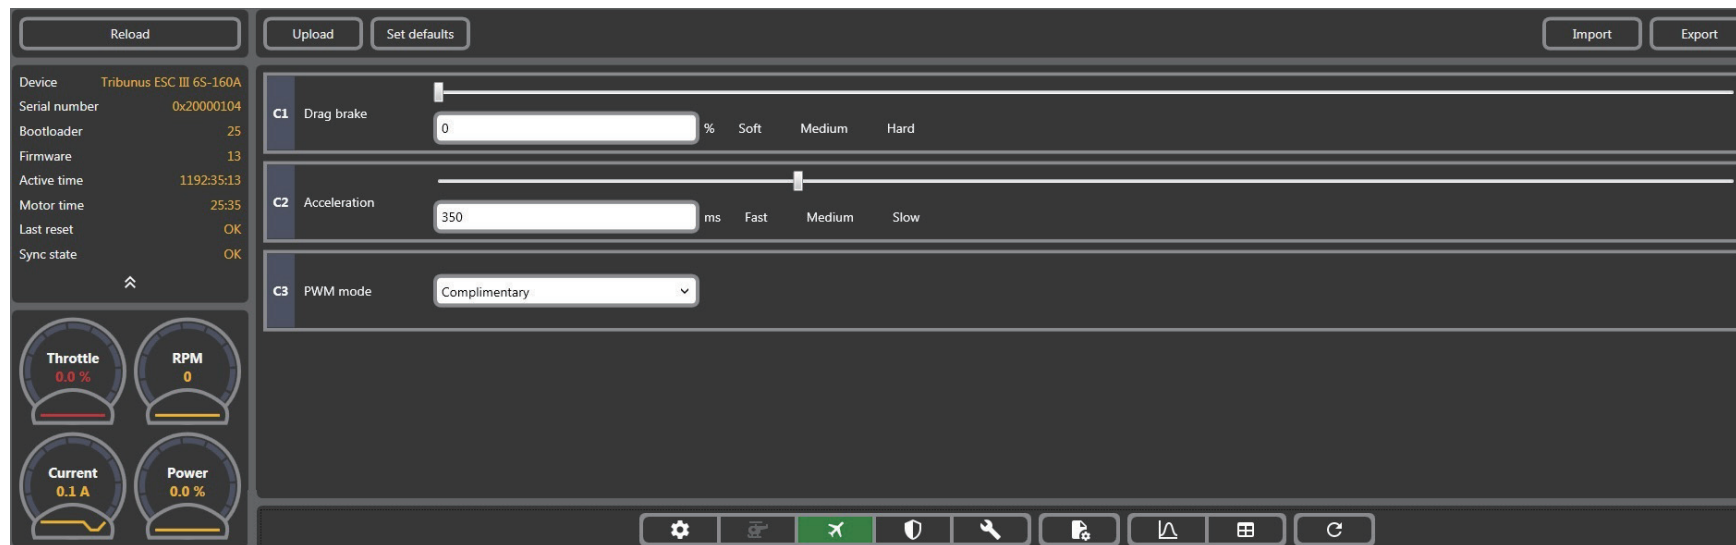 Reload
Upload
Set defaults
Import
Export
Device Tribunus ESC III 6S-160A
Serial number 0x20000104
Bootloader 25
Firmware 13
Active time 1192:35:13
Motor time 25:35
Last reset OK
Sync state OK
Throttle
0.0 %
RPM
0
Current
0.1 A
Power
0.0 %
C1 Drag brake
0 % Soft Medium Hard
C2 Acceleration
350 ms Fast Medium Slow
C3 PWM mode Complimentary